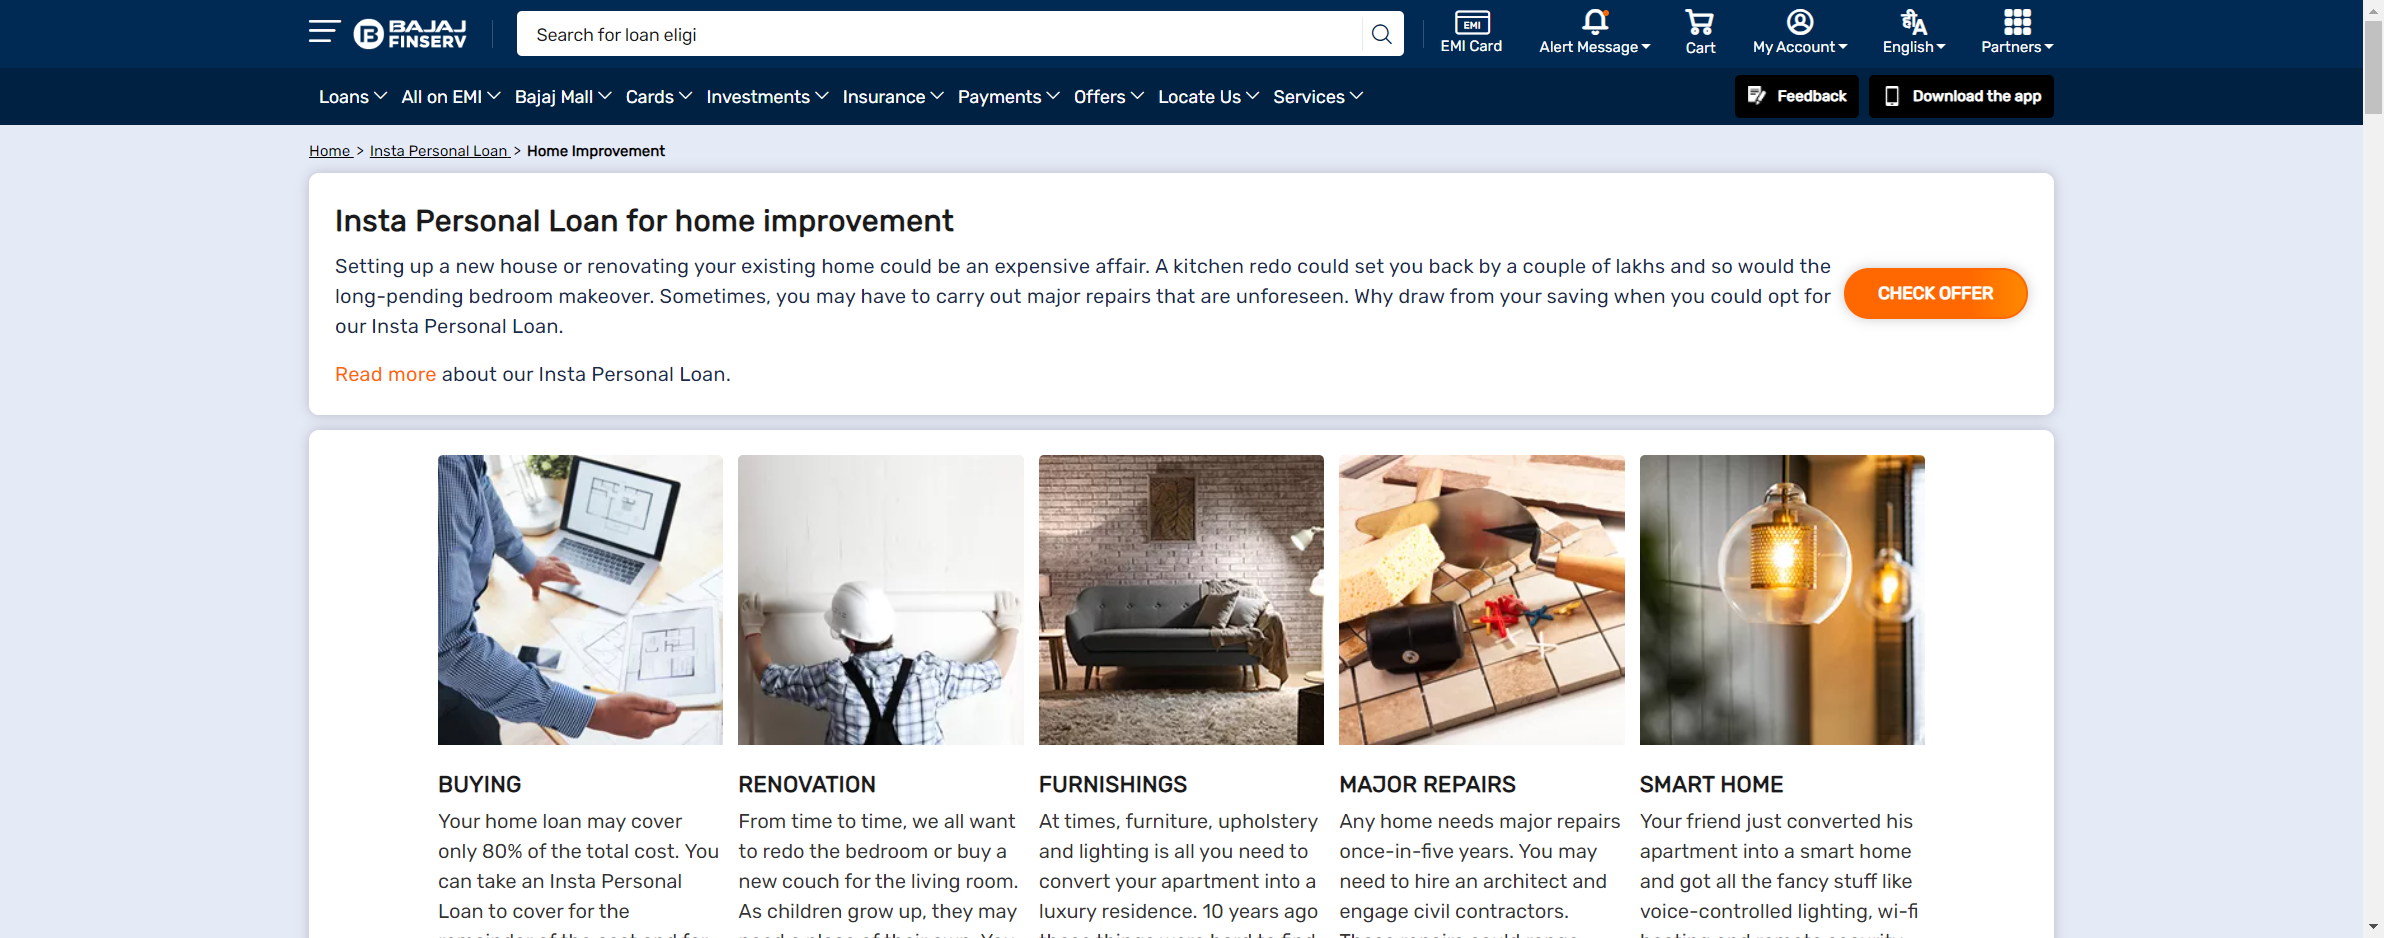 BAJAJ
FINSERV
Search for loan eligi
EMI
EMI Card
Alert Message
Cart
My Account
हीA
English
Partners
Loans All on EMI Bajaj Mall Cards Investments Insurance Payments Offers Locate Us Services
Feedback
Download the app
Home > Insta Personal Loan > Home Improvement
Insta Personal Loan for home improvement
Setting up a new house or renovating your existing home could be an expensive affair. A kitchen redo could set you back by a couple of lakhs and so would the
long-pending bedroom makeover. Sometimes, you may have to carry out major repairs that are unforeseen. Why draw from your saving when you could opt for
our Insta Personal Loan.
CHECK OFFER
Read more about our Insta Personal Loan.
BUYING
Your home loan may cover
only 80% of the total cost. You
can take an Insta Personal
Loan to cover for the
RENOVATION
From time to time, we all want
to redo the bedroom or buy a
new couch for the living room.
As children grow up, they may
FURNISHINGS
At times, furniture, upholstery
and lighting is all you need to
convert your apartment into a
luxury residence. 10 years ago
MAJOR REPAIRS
Any home needs major repairs
once-in-five years. You may
need to hire an architect and
engage civil contractors.
SMART HOME
Your friend just converted his
apartment into a smart home
and got all the fancy stuff like
voice-controlled lighting, wi-fi